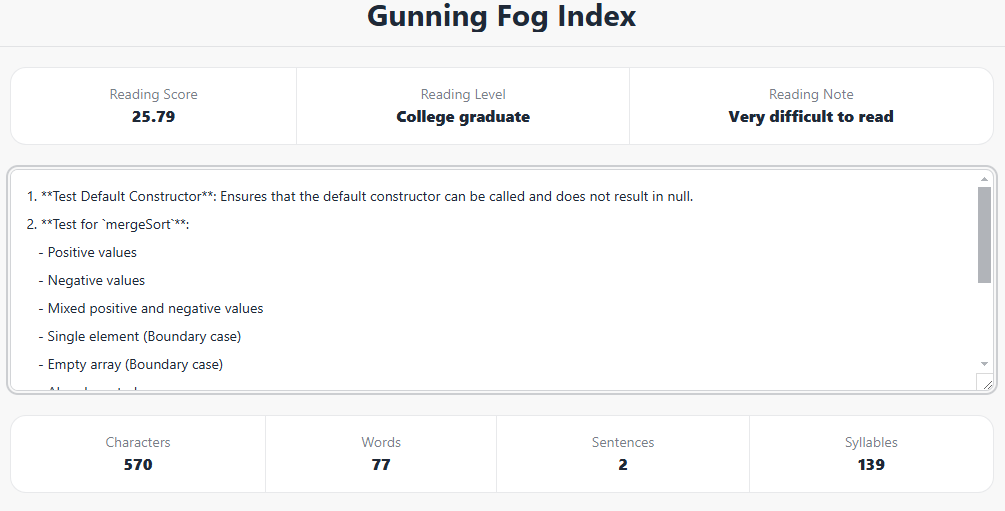 Gunning Fog Index
Reading Score
25.79
Reading Level
College graduate
Reading Note
Very difficult to read
1. **Test Default Constructor**: Ensures that the default constructor can be called and does not result in null.
2. **Test for `mergeSort`**:
- Positive values
- Negative values
- Mixed positive and negative values
- Single element (Boundary case)
- Empty array (Boundary case)
Characters
570
Words
77
Sentences
2
Syllables
139